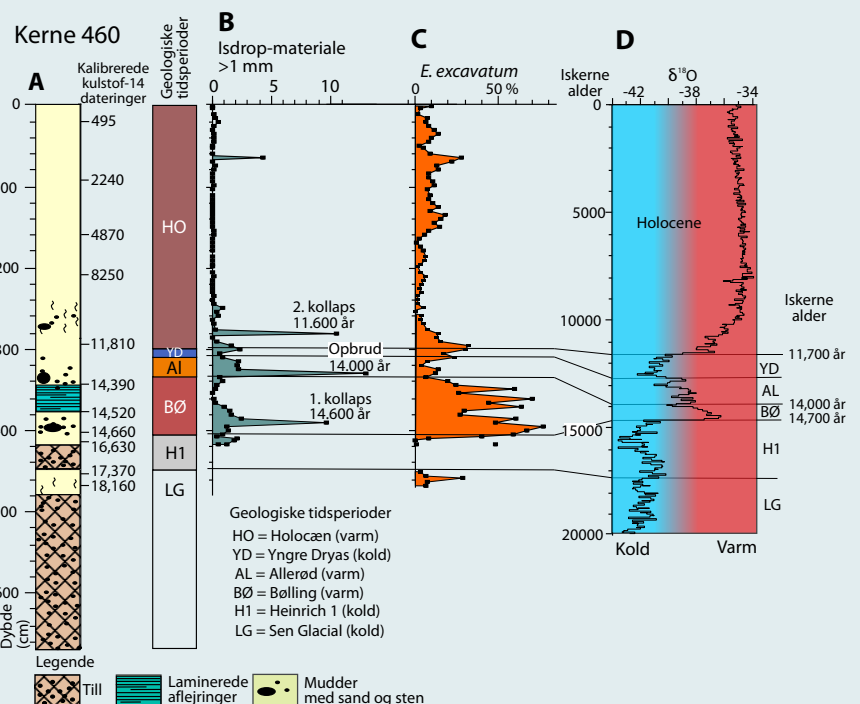 Kerne 460
A
Kalibrerede
kulstof-14
dateringer
Geologiske
tidsperioder
B
Isdrop-materiale
>1 mm
0 5 10
C
E. excavatum
0 50 %
Iskerne
alder
D
δ18O
-42 -38 -34
0
495
2240
4870
8250
11,810
14,390
14,520
14,660
16,630
17,370
18,160
Dybde
(cm)
HO
YD
Al
BØ
H1
LG
2. kollaps
11.600 år
Opbrud
14.000 år
1. kollaps
14.600 år
0
5000
10000
15000
20000
Holocene
Kold
Varm
Iskerne
alder
11,700 år
YD
AL
14,000 år
BØ
14,700 år
H1
LG
Geologiske tidsperioder
HO = Holocæn (varm)
YD = Yngre Dryas (kold)
AL = Allerød (varm)
BØ = Bølling (varm)
H1 = Heinrich 1 (kold)
LG = Sen Glacial (kold)
Legende
Till
Laminerede
aflejringer
Mudder
med sand og sten